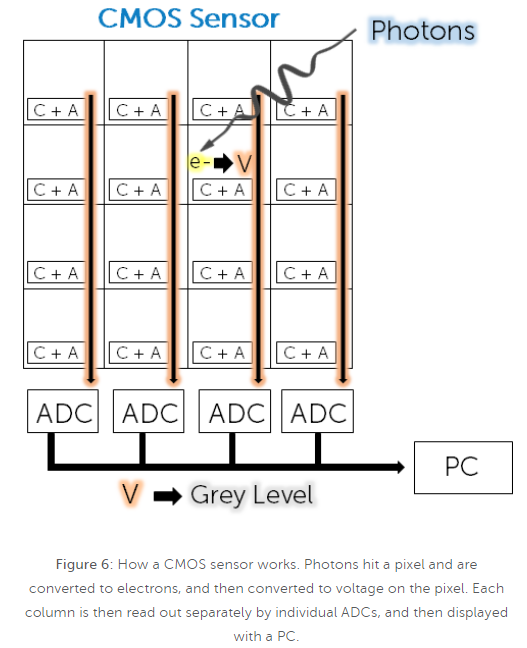 CMOS Sensor
Photons
C + A C + A C + A C + A
e- V
C + A C + A C + A C + A
C + A C + A C + A C + A
C + A C + A C + A C + A
ADC ADC ADC ADC
PC
V Grey Level
Figure 6: How a CMOS sensor works. Photons hit a pixel and are
converted to electrons, and then converted to voltage on the pixel. Each
column is then read out separately by individual ADCs, and then displayed
with a PC.